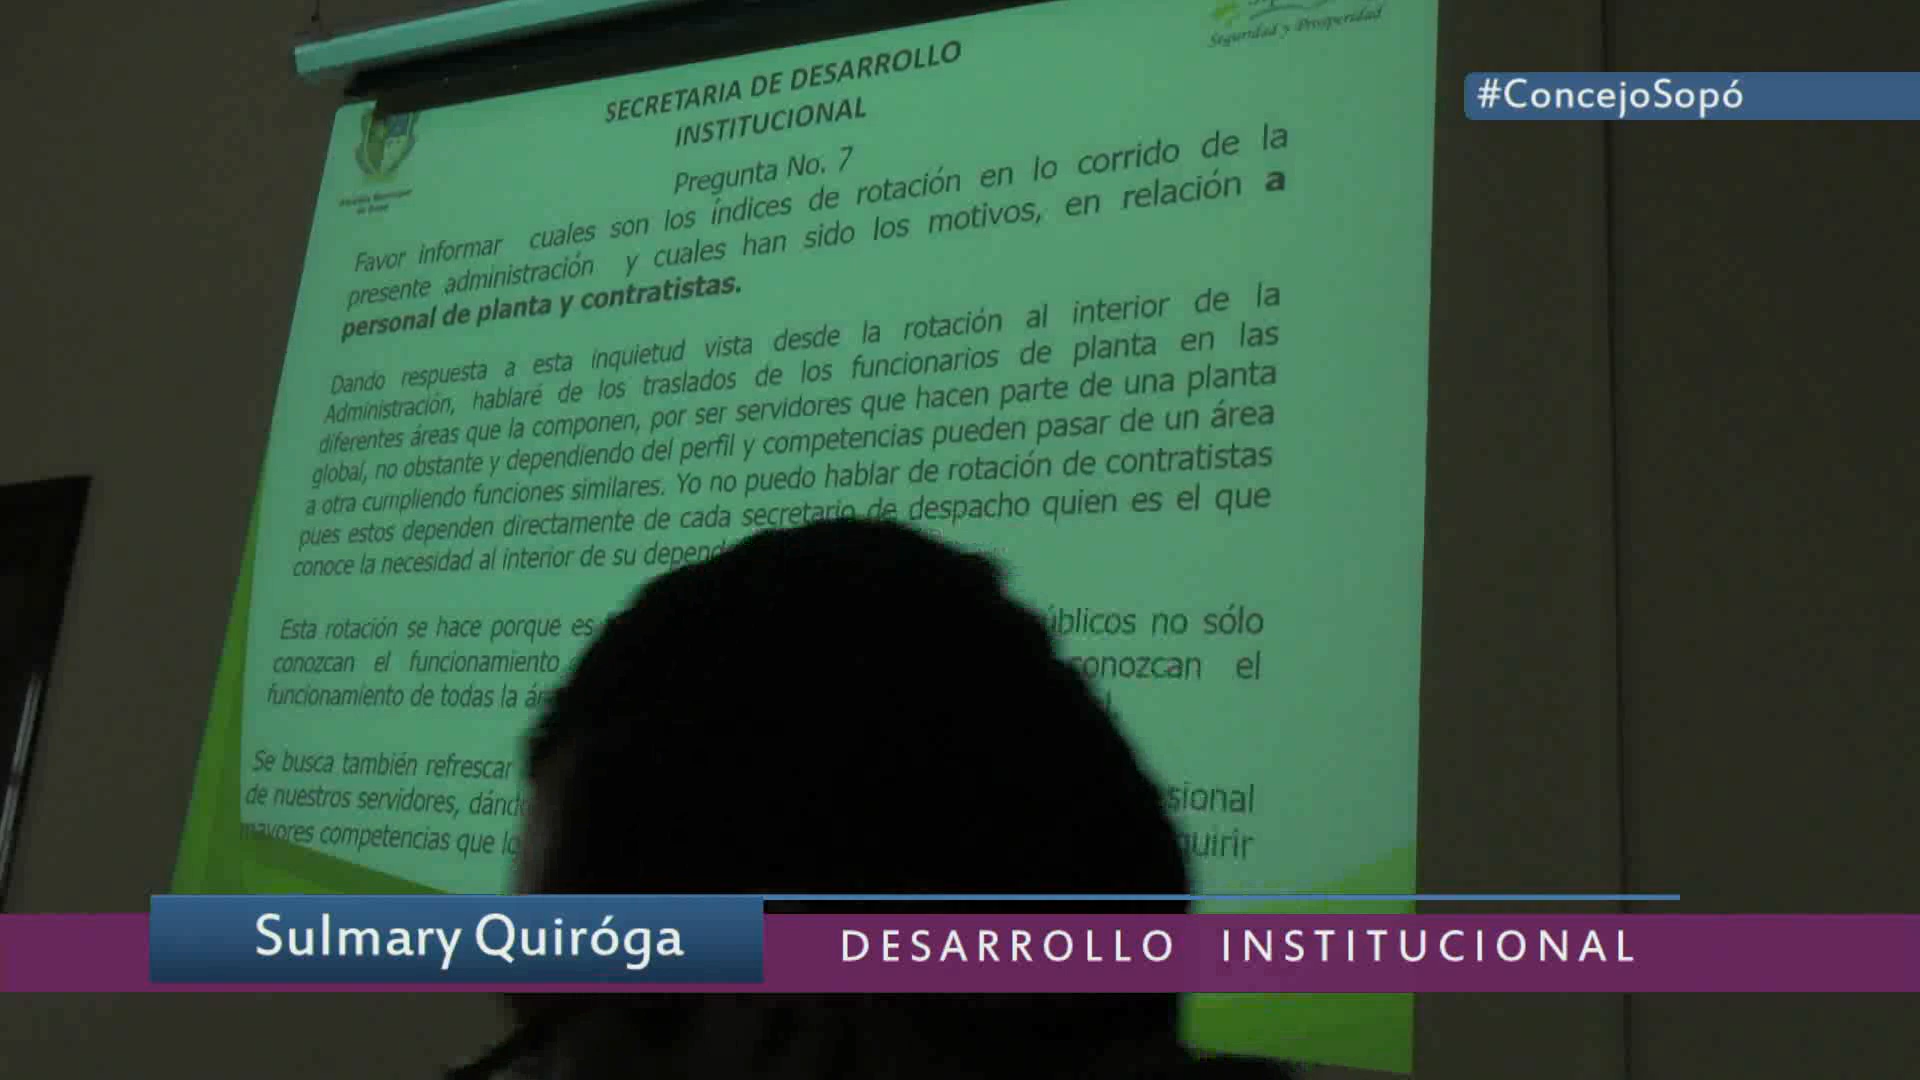 Seguridad y Prosperidad
#ConcejoSopó
SECRETARIA DE DESARROLLO
INSTITUCIONAL
Pregunta No. 7
Favor informar cuales son los índices de rotación en lo corrido de la
presente administración y cuales han sido los motivos, en relación a
personal de planta y contratistas.
Dando respuesta a esta inquietud vista desde la rotación al interior de la
Administración, hablaré de los traslados de los funcionarios de planta en las
diferentes áreas que la componen, por ser servidores que hacen parte de una planta
global, no obstante y dependiendo del perfil y competencias pueden pasar de un área
a otra cumpliendo funciones similares. Yo no puedo hablar de rotación de contratistas
pues estos dependen directamente de cada secretario de despacho quien es el que
conoce la necesidad al interior de su
Esta rotación se hace porque no sólo
conozcan el funcionamiento conozcan el
funcionamiento de todas la
Se busca también refrescar
de nuestros servidores,
mayores competencias que
Sulmary Quiróga
DESARROLLO INSTITUCIONAL